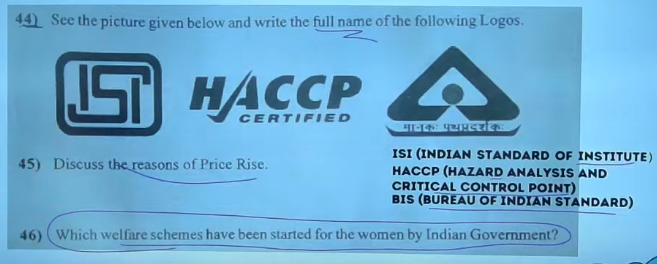 44) See the picture given below and write the full name of the following Logos.
ISI
HACCP
CERTIFIED
मानकः पथप्रदर्शकः
45) Discuss the reasons of Price Rise.
ISI (INDIAN STANDARD OF INSTITUTE)
HACCP (HAZARD ANALYSIS AND
CRITICAL CONTROL POINT)
BIS (BUREAU OF INDIAN STANDARD)
46) Which welfare schemes have been started for the women by Indian Government?